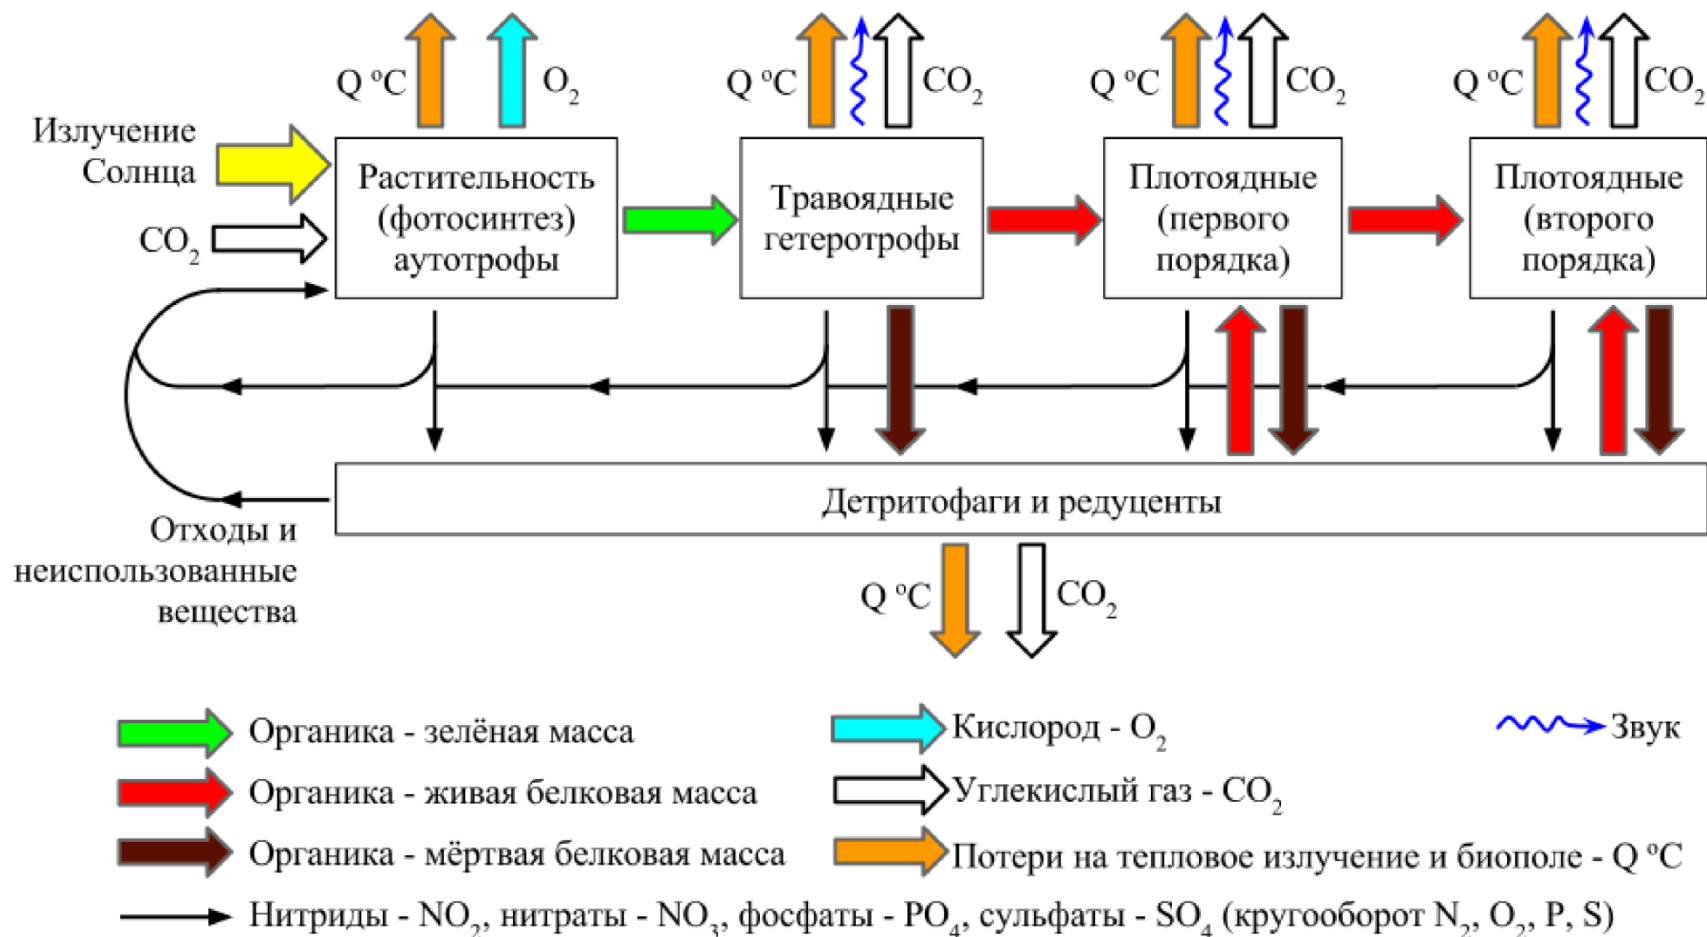 Q °C
O₂
Q °C
CO₂
Q °C
CO₂
Q °C
CO₂
Излучение
Солнца
CO₂
Растительность
(фотосинтез)
аутотрофы
Травоядные
гетеротрофы
Плотоядные
(первого
порядка)
Плотоядные
(второго
порядка)
Детритофаги и редуценты
Отходы и
неиспользованные
вещества
Q °C
CO₂
Органика - зелёная масса
Кислород - O₂
Звук
Органика - живая белковая масса
Углекислый газ - CO₂
Органика - мёртвая белковая масса
Потери на тепловое излучение и биополе - Q °C
Нитриды - NO₂, нитраты - NO₃, фосфаты - PO₄, сульфаты - SO₄ (кругооборот N₂, O₂, P, S)